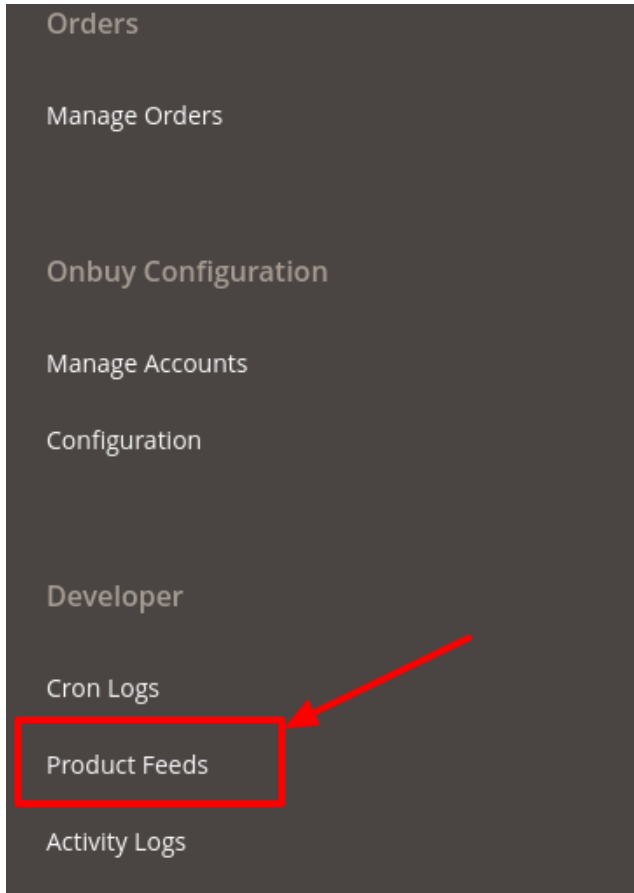 Orders
Manage Orders
Onbuy Configuration
Manage Accounts
Configuration
Developer
Cron Logs
Product Feeds
Activity Logs